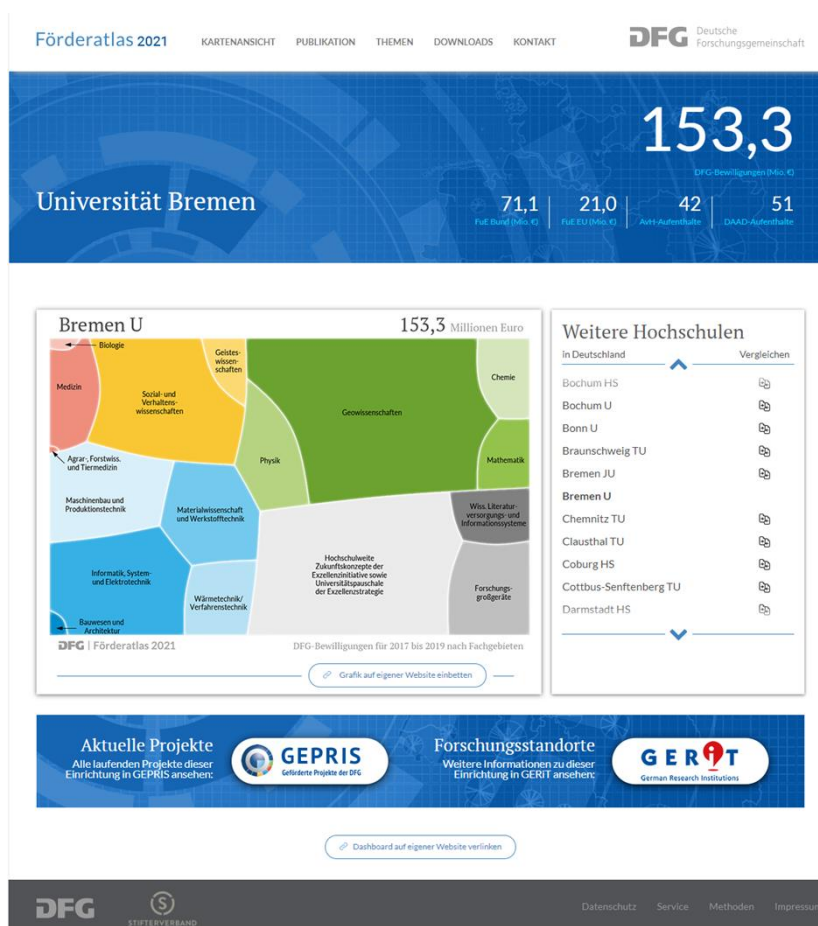 Förderatlas 2021
KARTENANSICHT PUBLIKATION THEMEN DOWNLOADS KONTAKT
DFG Deutsche
Forschungsgemeinschaft
153,3
DFG-Bewilligungen (Mio. €)
Universität Bremen
71,1 21,0 42 51
FuE Bund (Mio. €) FuE EU (Mio. €) AvH-Aufenthalte DAAD-Aufenthalte
Bremen U 153,3 Millionen Euro
Biologie
Medizin
Sozial- und
Verhaltens-
wissenschaften
Geistes-
wissen-
schaften
Geowissenschaften
Chemie
Agrar-, Forstwiss.
und Tiermedizin
Physik
Mathematik
Maschinenbau und
Produktionstechnik
Materialwissenschaft
und Werkstofftechnik
Wiss. Literatur-
versorgungs- und
Informationssysteme
Informatik, System-
und Elektrotechnik
Wärmetechnik/
Verfahrenstechnik
Hochschulweite
Zukunftskonzepte der
Exzellenzinitiative sowie
Universitätspauschale
der Exzellenzstrategie
Forschungs-
großgeräte
Bauwesen und
Architektur
DFG | Förderatlas 2021 DFG-Bewilligungen für 2017 bis 2019 nach Fachgebieten
Grafik auf eigener Website einbetten
Weitere Hochschulen
in Deutschland Vergleichen
Bochum HS
Bochum U
Bonn U
Braunschweig TU
Bremen JU
Bremen U
Chemnitz TU
Clausthal TU
Coburg HS
Cottbus-Senftenberg TU
Darmstadt HS
Aktuelle Projekte
Alle laufenden Projekte dieser
Einrichtung in GEPRIS ansehen:
GEPRIS
Geförderte Projekte der DFG
Forschungsstandorte
Weitere Informationen zu dieser
Einrichtung in GERiT ansehen:
GERiT
German Research Institutions
Dashboard auf eigener Website verlinken
DFG
S
STIFTERVERBAND
Datenschutz Service Methoden Impressum